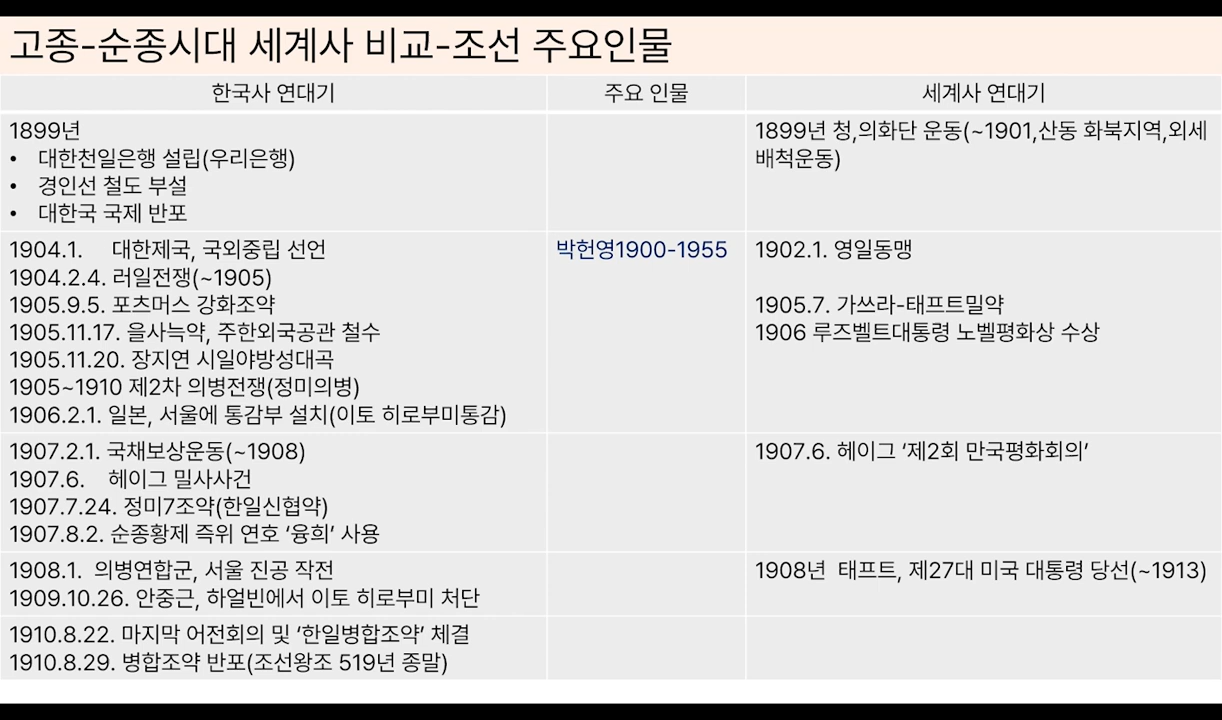 고종-순종시대 세계사 비교-조선 주요인물
한국사 연대기
주요 인물
세계사 연대기
1899년
• 대한천일은행 설립(우리은행)
• 경인선 철도 부설
• 대한국 국제 반포
1899년 청,의화단 운동(~1901,산동 화북지역,외세
배척운동)
1904.1. 대한제국, 국외중립 선언
1904.2.4. 러일전쟁(~1905)
1905.9.5. 포츠머스 강화조약
1905.11.17. 을사늑약, 주한외국공관 철수
1905.11.20. 장지연 시일야방성대곡
1905~1910 제2차 의병전쟁(정미의병)
1906.2.1. 일본, 서울에 통감부 설치(이토 히로부미통감)
박헌영1900-1955
1902.1. 영일동맹
1905.7. 가쓰라-태프트밀약
1906 루즈벨트대통령 노벨평화상 수상
1907.2.1. 국채보상운동(~1908)
1907.6. 헤이그 밀사사건
1907.7.24. 정미7조약(한일신협약)
1907.8.2. 순종황제 즉위 연호 ‘융희’ 사용
1907.6. 헤이그 ‘제2회 만국평화회의’
1908.1. 의병연합군, 서울 진공 작전
1909.10.26. 안중근, 하얼빈에서 이토 히로부미 처단
1908년 태프트, 제27대 미국 대통령 당선(~1913)
1910.8.22. 마지막 어전회의 및 ‘한일병합조약’ 체결
1910.8.29. 병합조약 반포(조선왕조 519년 종말)